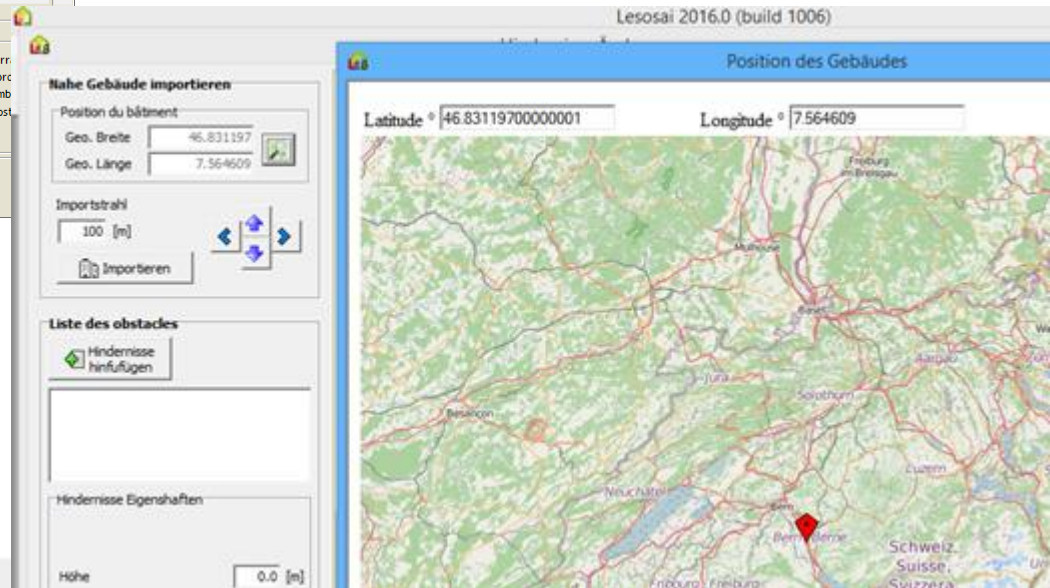 Lesosai 2016.0 (build 1006)
Position des Gebäudes
Nahe Gebäude importieren
Position du bâtiment
Geo. Breite 46.831197
Geo. Länge 7.564609
Importstrahl
100 [m]
Importieren
Liste des obstacles
Hindernisse
hinfufügen
Hindernisse Eigenshaften
Höhe 0.0 [m]
Latitude ° 46.83119700000001 Longitude ° 7.564609
Freiburg
im Breisgau
Mulhouse
Basel
Aargau
Jura
Solothurn
Besancon
Luzern
Neuchâtel
Bern
Bern Berne
Schweiz,
Suisse,
Svizzera
Fribourg Freiburg